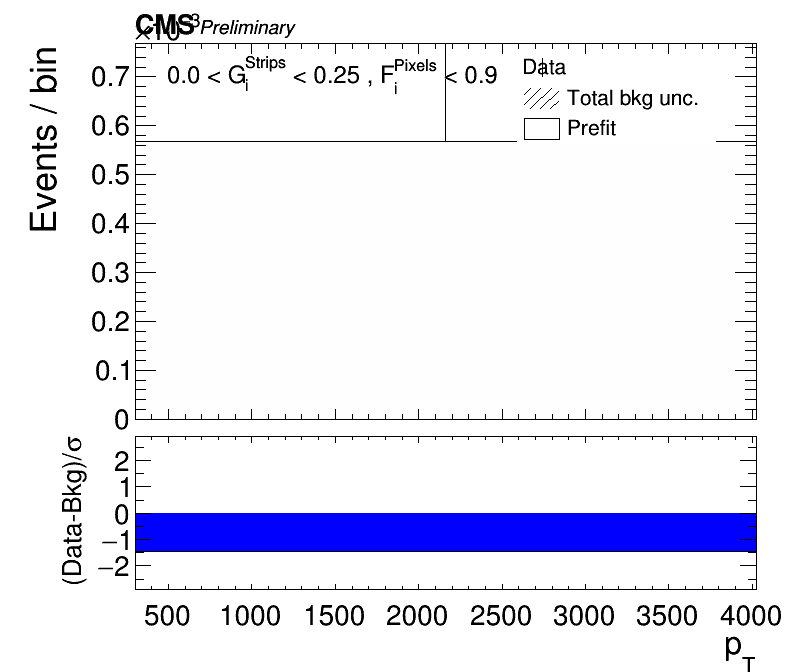 CMS Preliminary
×10³
Events / bin
0.0 < G_i^Strips < 0.25 , F_i^Pixels < 0.9
Data
Total bkg unc.
Prefit
0.7
0.6
0.5
0.4
0.3
0.2
0.1
0
(Data-Bkg)/σ
2
1
0
−1
−2
500 1000 1500 2000 2500 3000 3500 4000
p_T